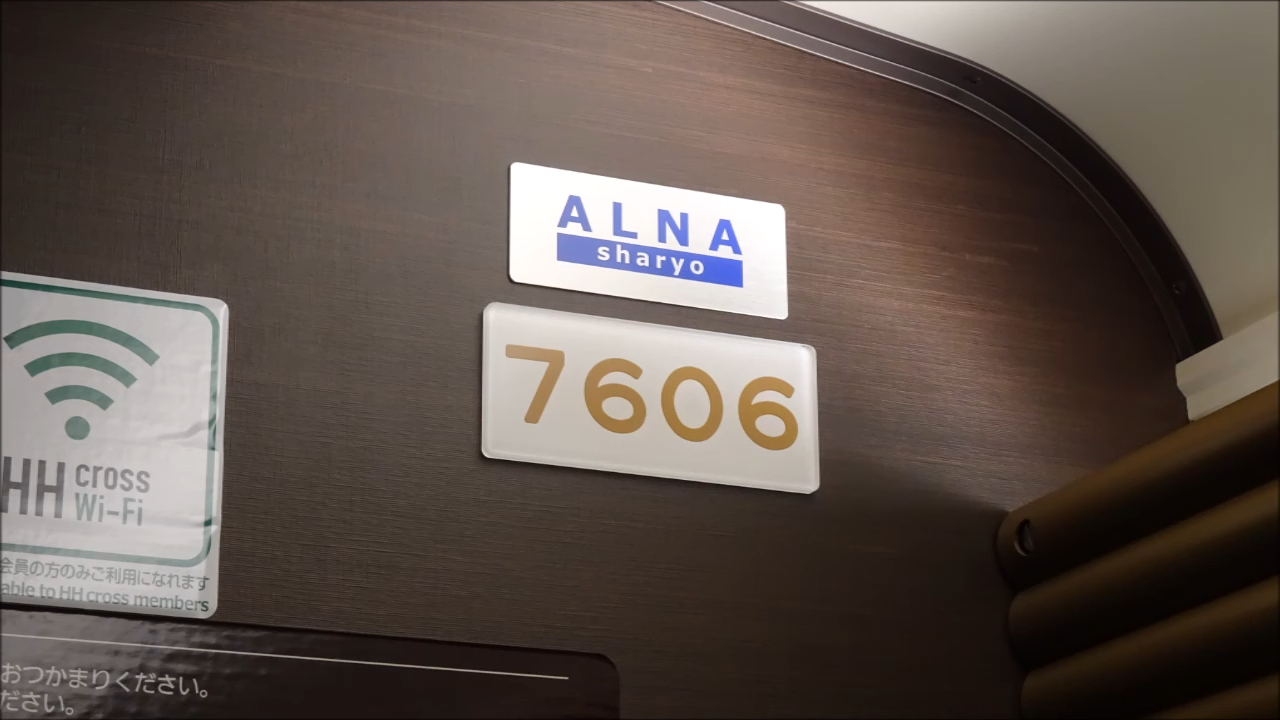 ALNA
sharyo
7606
HH cross
Wi-Fi
会員の方のみご利用になれます
able to HH cross members
おつかまりください。
ださい。